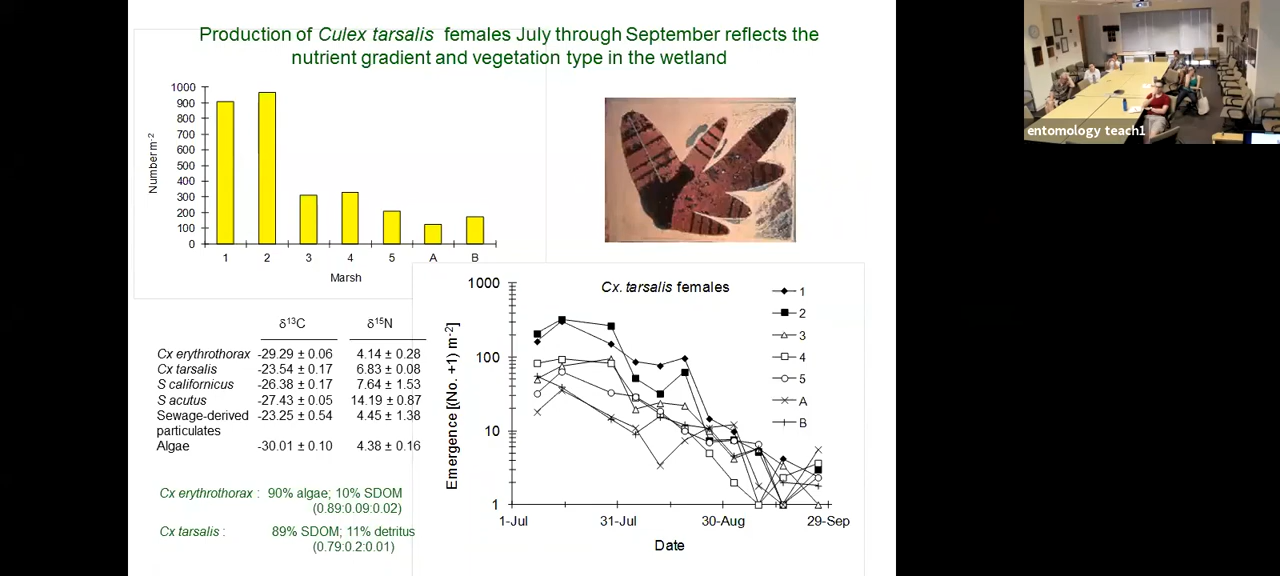 Production of Culex tarsalis females July through September reflects the
nutrient gradient and vegetation type in the wetland
entomology teach1
1000
900
800
700
600
500
400
300
200
100
0
Number m-2
1 2 3 4 5 A B
Marsh
δ13C δ15N
Cx erythrothorax -29.29 ± 0.06 4.14 ± 0.28
Cx tarsalis -23.54 ± 0.17 6.83 ± 0.08
S californicus -26.38 ± 0.17 7.64 ± 1.53
S acutus -27.43 ± 0.05 14.19 ± 0.87
Sewage-derived -23.25 ± 0.54 4.45 ± 1.38
particulates
Algae -30.01 ± 0.10 4.38 ± 0.16
Cx erythrothorax : 90% algae; 10% SDOM
(0.89:0.09:0.02)
Cx tarsalis : 89% SDOM; 11% detritus
(0.79:0.2:0.01)
Cx. tarsalis females
1000
100
10
1
Emergence [(No. +1) m-2]
1
2
3
4
5
A
B
1-Jul 31-Jul 30-Aug 29-Sep
Date